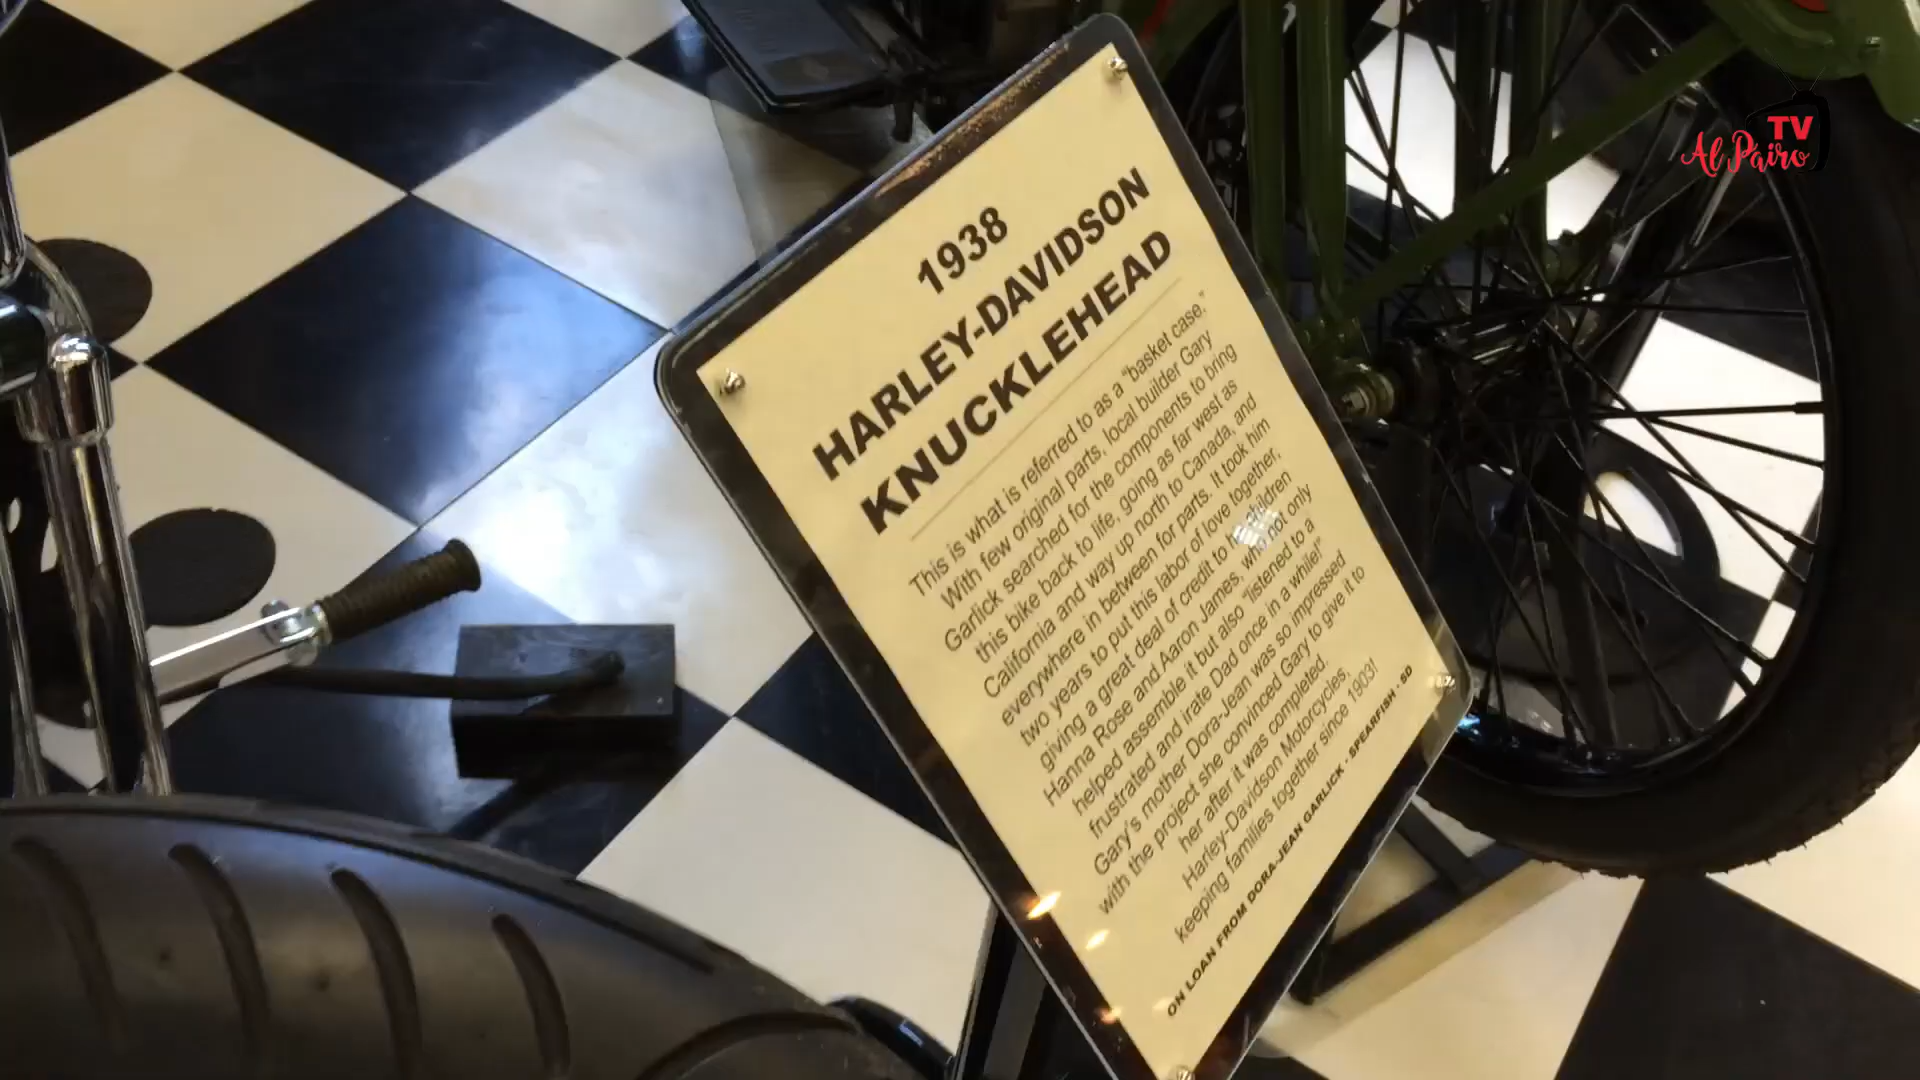 TV
Al Pairo
1938
HARLEY-DAVIDSON
KNUCKLEHEAD
This is what is referred to as a "basket case."
With few original parts, local builder Gary
Garlick searched for the components to bring
this bike back to life, going as far west as
California and way up north to Canada, and
everywhere in between for parts. It took him
two years to put this labor of love together,
giving a great deal of credit to his children
Hanna Rose and Aaron James, who not only
helped assemble it but also "listened to a
frustrated and irate Dad once in a while!"
Gary's mother Dora-Jean was so impressed
with the project she convinced Gary to give it to
her after it was completed.
Harley-Davidson Motorcycles,
keeping families together since 1903!
ON LOAN FROM DORA-JEAN GARLICK - SPEARFISH - SD